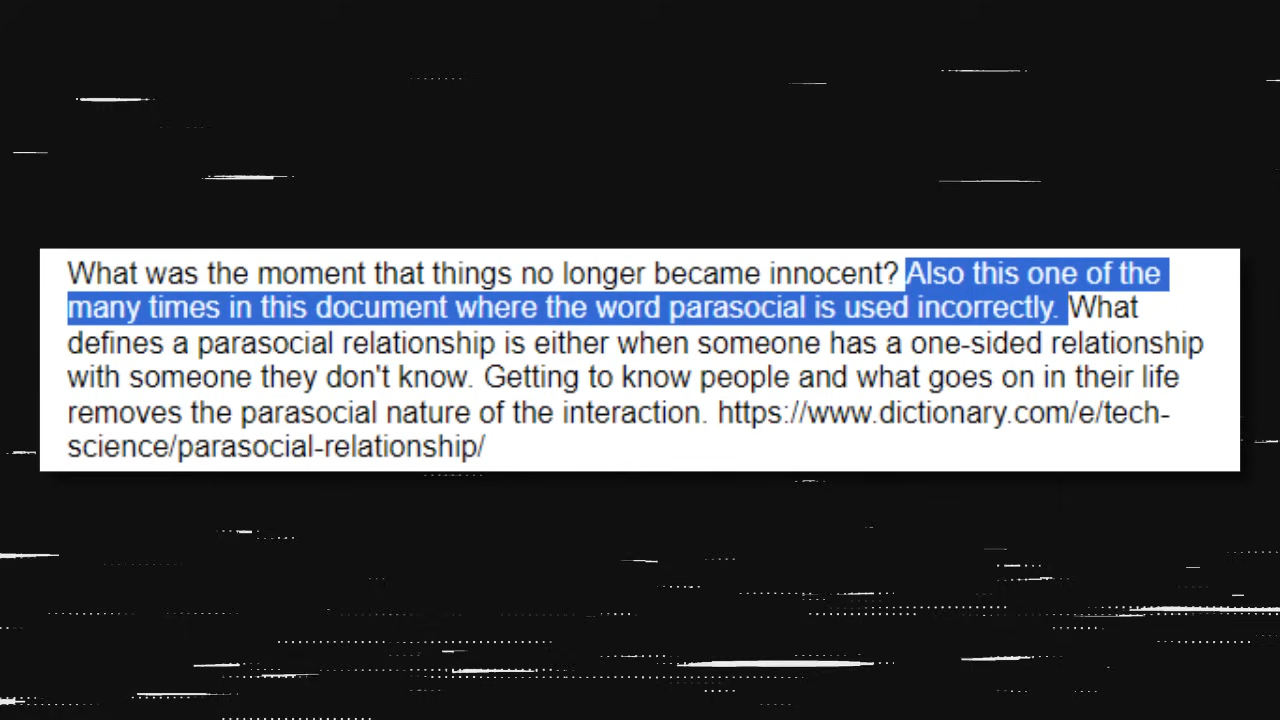 What was the moment that things no longer became innocent? Also this one of the
many times in this document where the word parasocial is used incorrectly. What
defines a parasocial relationship is either when someone has a one-sided relationship
with someone they don't know. Getting to know people and what goes on in their life
removes the parasocial nature of the interaction. https://www.dictionary.com/e/tech-
science/parasocial-relationship/